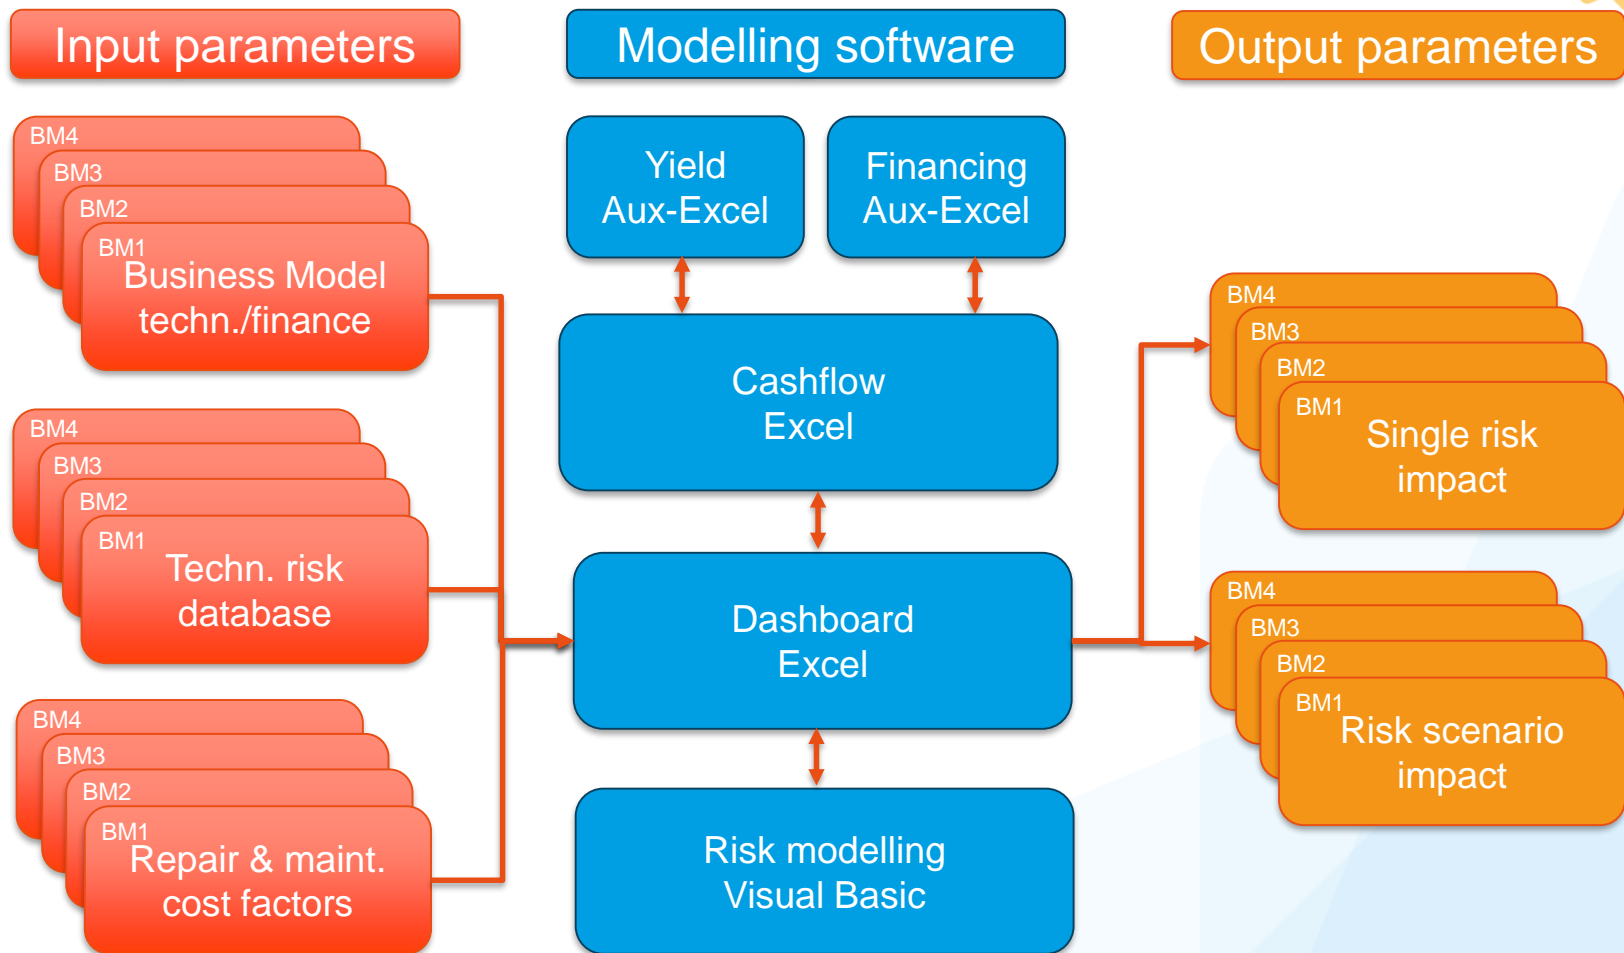 Input parameters
Modelling software
Output parameters
BM4
BM3
BM2
BM1
Business Model
techn./finance
BM4
BM3
BM2
BM1
Techn. risk
database
BM4
BM3
BM2
BM1
Repair & maint.
cost factors
Yield
Aux-Excel
Financing
Aux-Excel
Cashflow
Excel
Dashboard
Excel
Risk modelling
Visual Basic
BM4
BM3
BM2
BM1
Single risk
impact
BM4
BM3
BM2
BM1
Risk scenario
impact